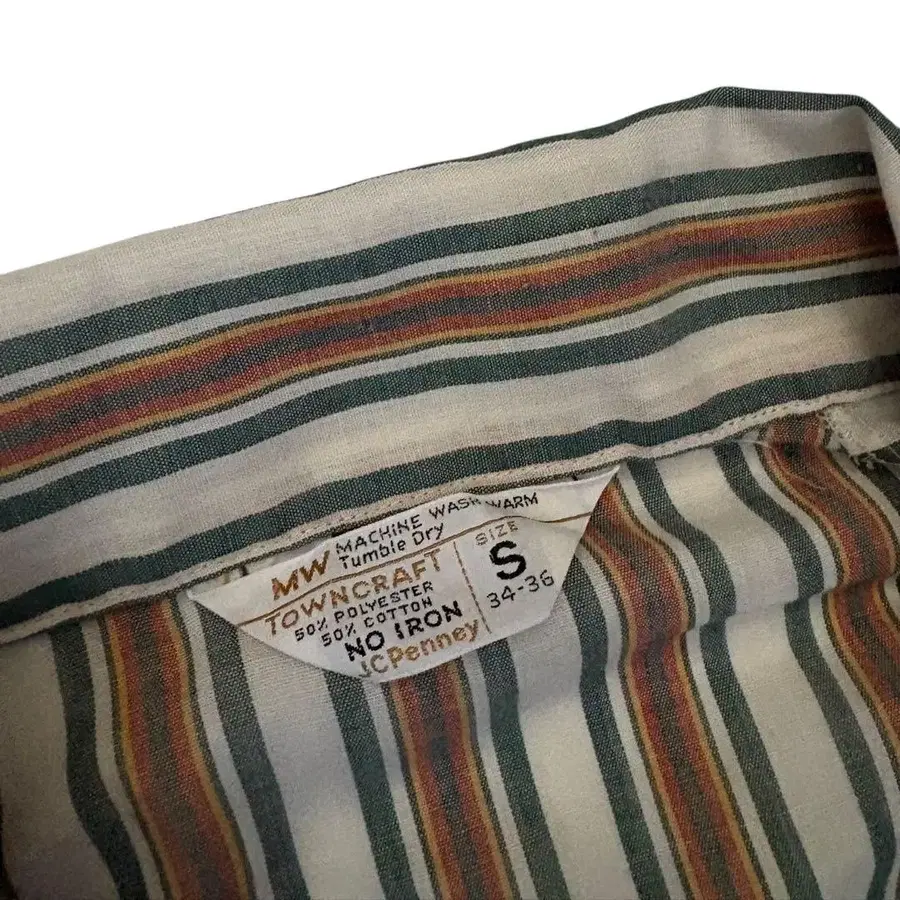 MW MACHINE WASH WARM
Tumble Dry
TOWNCRAFT
50% POLYESTER
50% COTTON
NO IRON
JCPenney
SIZE
S
34-36